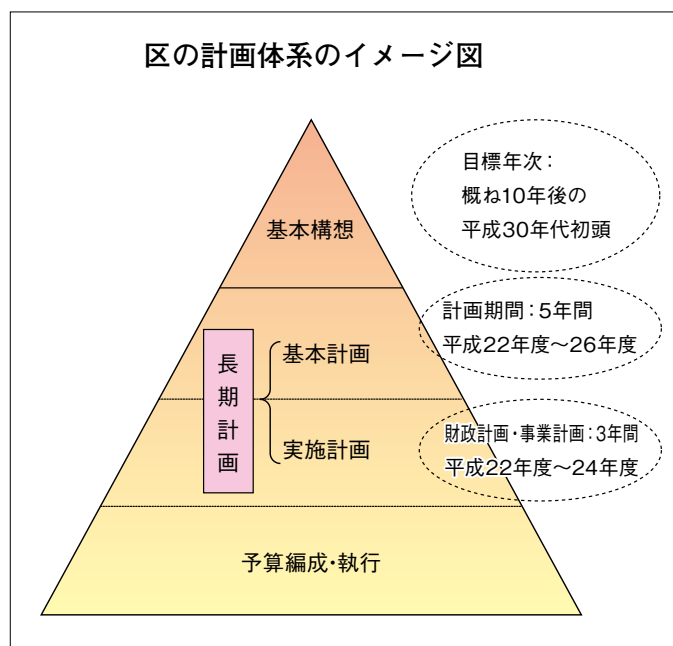 区の計画体系のイメージ図
基本構想
目標年次：
概ね10年後の
平成30年代初頭
長期計画
基本計画
計画期間：5年間
平成22年度～26年度
実施計画
財政計画・事業計画：3年間
平成22年度～24年度
予算編成・執行